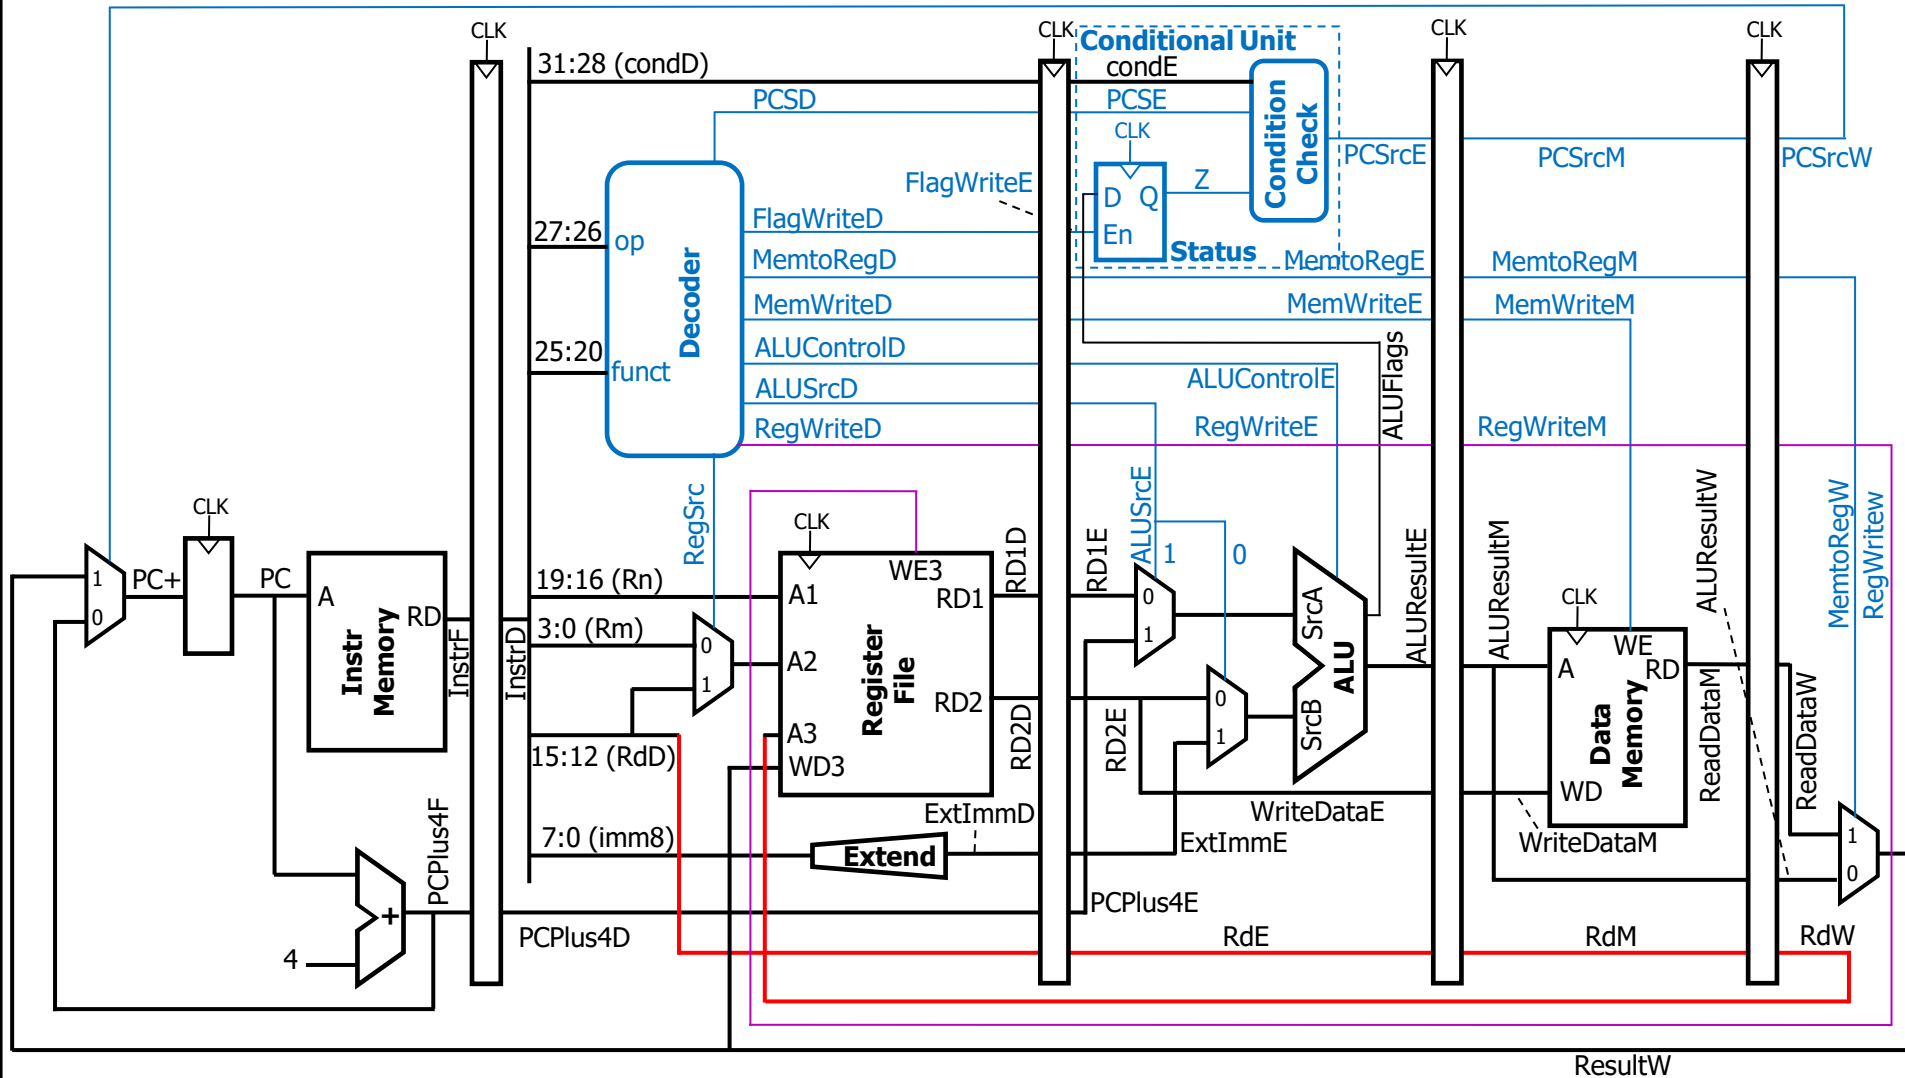 CLK
CLK
CLK
CLK
Conditional Unit
31:28 (condD)
condE
PCSD
PCSE
CLK
Condition
Check
PCSrcE
PCSrcM
PCSrcW
FlagWriteE
D
Q
Z
En
Status
27:26
op
FlagWriteD
MemtoRegD
MemtoRegE
MemtoRegM
Decoder
MemWriteD
MemWriteE
MemWriteM
25:20
funct
ALUControlD
ALUControlE
ALUFlags
ALUSrcD
RegWriteD
RegWriteE
RegWriteM
RegSrc
ALUSrcE
1
0
ALUResultW
MemtoRegW
RegWritew
CLK
CLK
WE3
RD1D
RD1E
ALUResultE
ALUResultM
CLK
1
0
PC+
PC
A
RD
Instr
Memory
InstrF
InstrD
19:16 (Rn)
A1
RD1
0
1
SrcA
3:0 (Rm)
0
1
A2
Register
File
RD2
RD2D
RD2E
0
1
SrcB
ALU
WE
A
RD
Data
Memory
ReadDataM
ReadDataW
15:12 (RdD)
A3
WD3
WD
WriteDataE
WriteDataM
PCPlus4F
7:0 (imm8)
Extend
ExtImmD
ExtImmE
1
0
+
4
PCPlus4D
PCPlus4E
RdE
RdM
RdW
ResultW